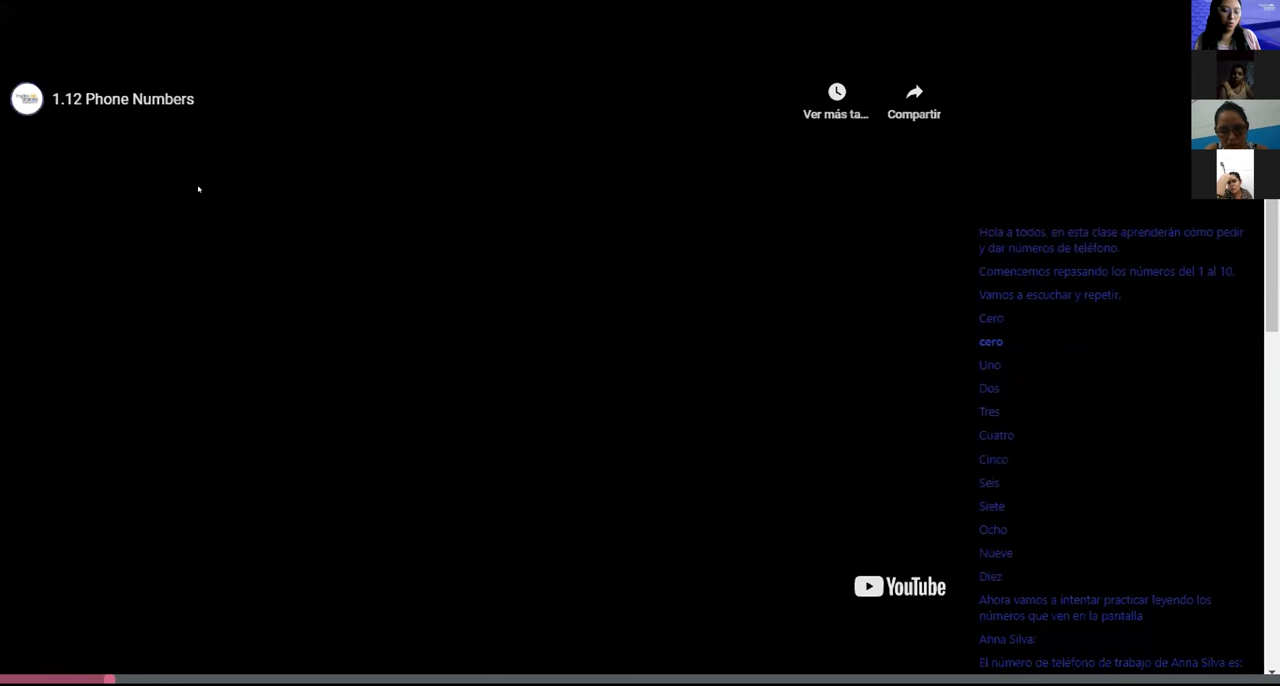 1.12 Phone Numbers
Ver más ta...
Compartir
Hola a todos, en esta clase aprenderán cómo pedir
y dar números de teléfono.
Comencemos repasando los números del 1 al 10.
Vamos a escuchar y repetir.
Cero
cero
Uno
Dos
Tres
Cuatro
Cinco
Seis
Siete
Ocho
Nueve
Diez
Ahora vamos a intentar practicar leyendo los
números que ven en la pantalla
Ahna Silva:
El número de teléfono de trabajo de Anna Silva es:
YouTube